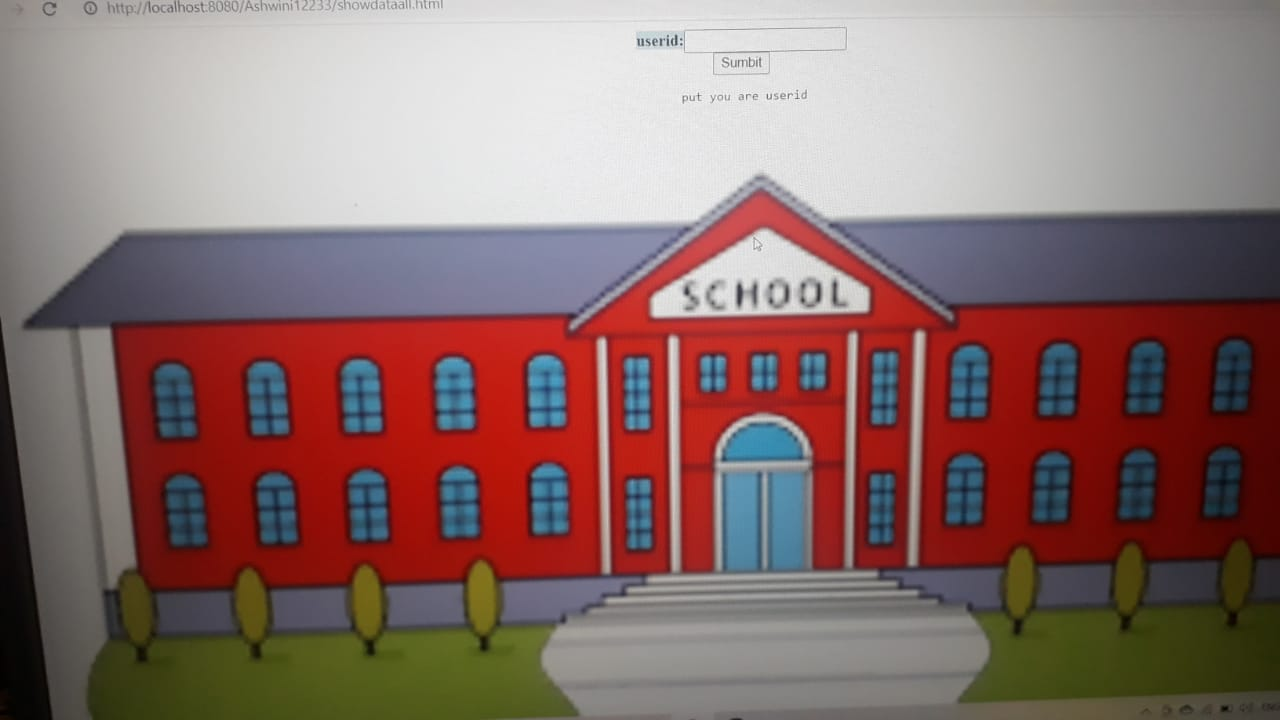 http://localhost:8080/Ashwini12233/showdataall.html
userid:
Sumbit
put you are userid
SCHOOL